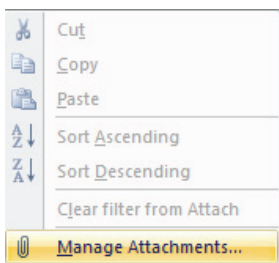 Cut
Copy
Paste
Sort Ascending
Sort Descending
Clear filter from Attach
Manage Attachments...